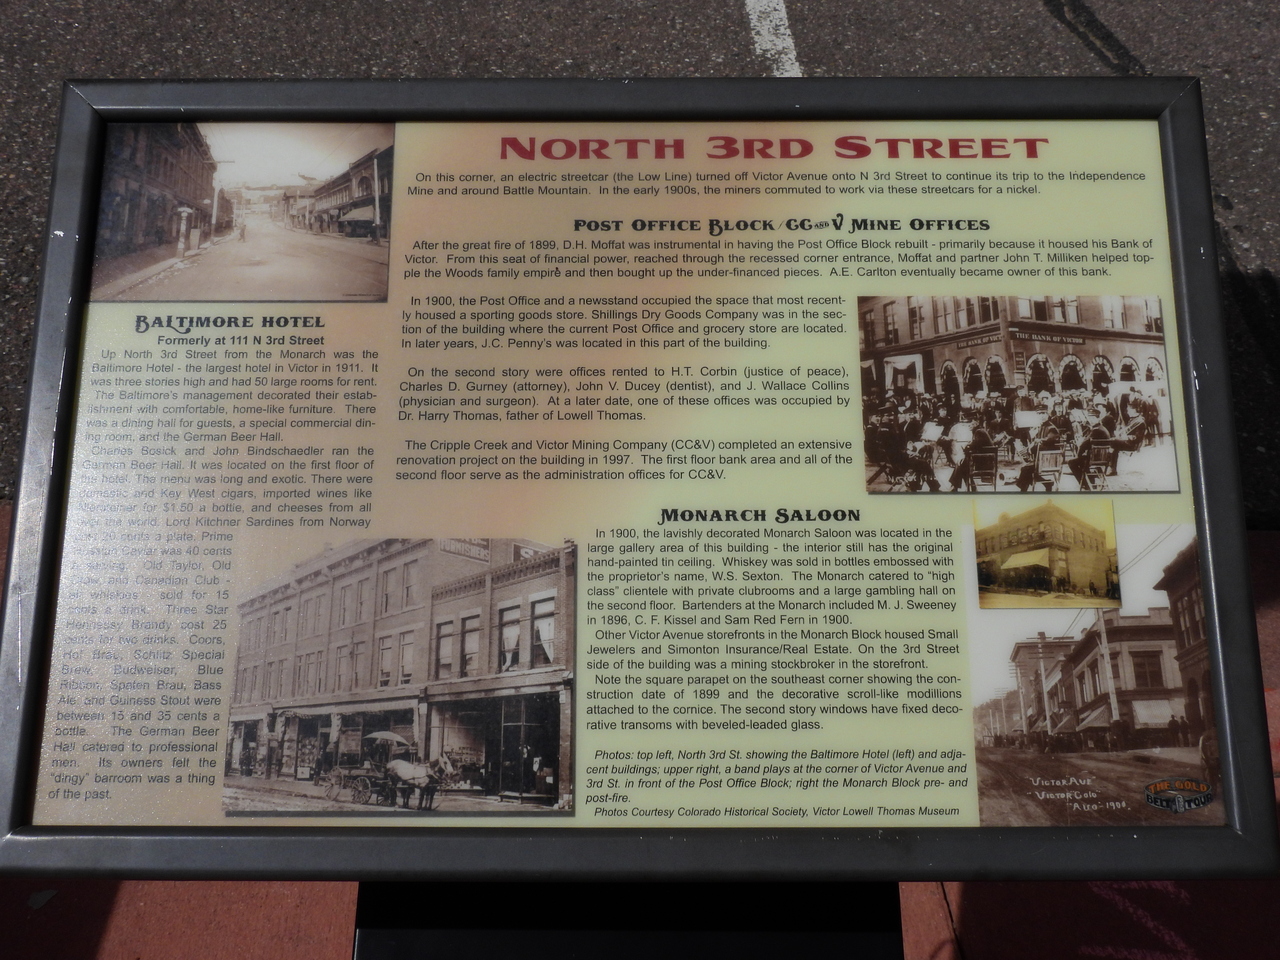 North 3rd Street
On this corner, an electric streetcar (the Low Line) turned off Victor Avenue onto N 3rd Street to continue its trip to the Independence
Mine and around Battle Mountain. In the early 1900s, the miners commuted to work via these streetcars for a nickel.
Post Office Block / CC and V Mine Offices
After the great fire of 1899, D.H. Moffat was instrumental in having the Post Office Block rebuilt - primarily because it housed his Bank of
Victor. From this seat of financial power, reached through the recessed corner entrance, Moffat and partner John T. Milliken helped top-
ple the Woods family empire and then bought up the under-financed pieces. A.E. Carlton eventually became owner of this bank.
In 1900, the Post Office and a newsstand occupied the space that most recent-
ly housed a sporting goods store. Shillings Dry Goods Company was in the sec-
tion of the building where the current Post Office and grocery store are located.
In later years, J.C. Penny's was located in this part of the building.
On the second story were offices rented to H.T. Corbin (justice of peace),
Charles D. Gurney (attorney), John V. Ducey (dentist), and J. Wallace Collins
(physician and surgeon). At a later date, one of these offices was occupied by
Dr. Harry Thomas, father of Lowell Thomas.
The Cripple Creek and Victor Mining Company (CC&V) completed an extensive
renovation project on the building in 1997. The first floor bank area and all of the
second floor serve as the administration offices for CC&V.
THE BANK OF VICTOR
Baltimore Hotel
Formerly at 111 N 3rd Street
Up North 3rd Street from the Monarch was the
Baltimore Hotel - the largest hotel in Victor in 1911. It
was three stories high and had 50 large rooms for rent.
The Baltimore's management decorated their estab-
lishment with comfortable, home-like furniture. There
was a dining hall for guests, a special commercial din-
ing room, and the German Beer Hall.
Charles Bosick and John Bindschaedler ran the
German Beer Hall. It was located on the first floor of
the hotel. The menu was long and exotic. There were
domestic and Key West cigars, imported wines like
for $1.50 a bottle, and cheeses from all
over the world. Lord Kitchner Sardines from Norway
cents a plate. Prime
Caviar was 40 cents
a serving. Old Taylor, Old
Crow, and Canadian Club -
whiskies - sold for 15
cents a drink. Three Star
Hennessy Brandy cost 25
cents for two drinks. Coors,
Hof Brau, Schlitz Special
Brew, Budweiser, Blue
Ribbon, Spaten Brau, Bass
Ale and Guiness Stout were
between 15 and 35 cents a
bottle. The German Beer
Hall catered to professional
men. Its owners felt the
"dingy" barroom was a thing
of the past.
Monarch Saloon
In 1900, the lavishly decorated Monarch Saloon was located in the
large gallery area of this building - the interior still has the original
hand-painted tin ceiling. Whiskey was sold in bottles embossed with
the proprietor's name, W.S. Sexton. The Monarch catered to "high
class" clientele with private clubrooms and a large gambling hall on
the second floor. Bartenders at the Monarch included M. J. Sweeney
in 1896, C. F. Kissel and Sam Red Fern in 1900.
Other Victor Avenue storefronts in the Monarch Block housed Small
Jewelers and Simonton Insurance/Real Estate. On the 3rd Street
side of the building was a mining stockbroker in the storefront.
Note the square parapet on the southeast corner showing the con-
struction date of 1899 and the decorative scroll-like modillions
attached to the cornice. The second story windows have fixed deco-
rative transoms with beveled-leaded glass.
Photos: top left, North 3rd St. showing the Baltimore Hotel (left) and adja-
cent buildings; upper right, a band plays at the corner of Victor Avenue and
3rd St. in front of the Post Office Block; right the Monarch Block pre- and
post-fire.
Photos Courtesy Colorado Historical Society, Victor Lowell Thomas Museum
"Victor Ave"
- Victor Colo
1900.
THE GOLD
BELT TOUR